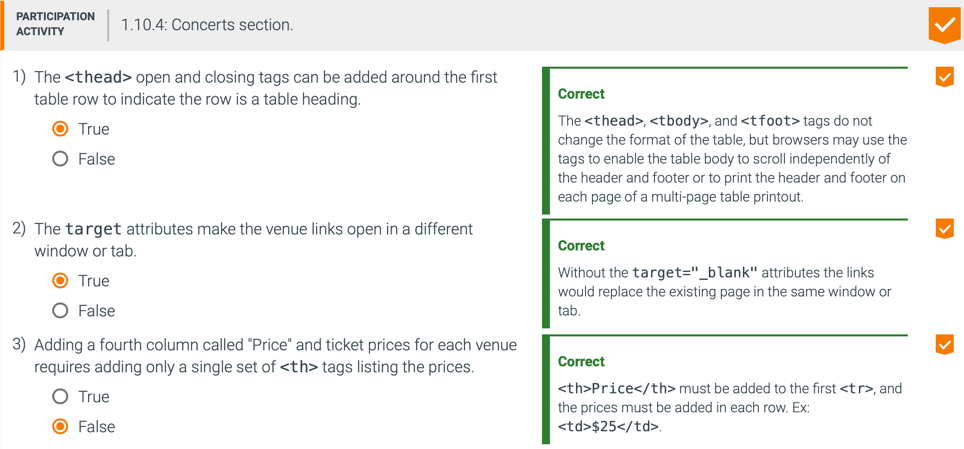 PARTICIPATION
ACTIVITY
1.10.4: Concerts section.
1) The <thead> open and closing tags can be added around the first
table row to indicate the row is a table heading.
True
False
Correct
The <thead>, <tbody>, and <tfoot> tags do not
change the format of the table, but browsers may use the
tags to enable the table body to scroll independently of
the header and footer or to print the header and footer on
each page of a multi-page table printout.
2) The target attributes make the venue links open in a different
window or tab.
True
False
Correct
Without the target="_blank" attributes the links
would replace the existing page in the same window or
tab.
3) Adding a fourth column called "Price" and ticket prices for each venue
requires adding only a single set of <th> tags listing the prices.
True
False
Correct
<th>Price</th> must be added to the first <tr>, and
the prices must be added in each row. Ex:
<td>$25</td>.